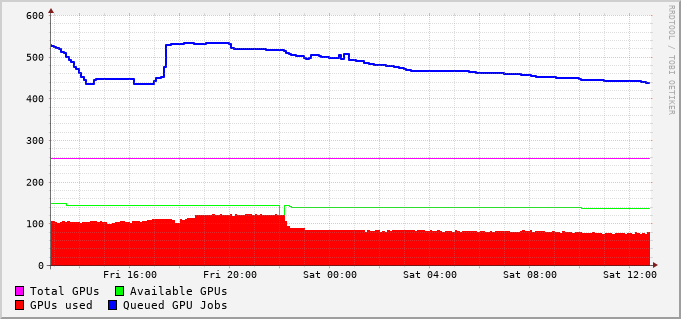 600
500
400
300
200
100
0
Fri 16:00 Fri 20:00 Sat 00:00 Sat 04:00 Sat 08:00 Sat 12:00
Total GPUs Available GPUs
GPUs used Queued GPU Jobs
RRDTOOL / TOBI OETIKER